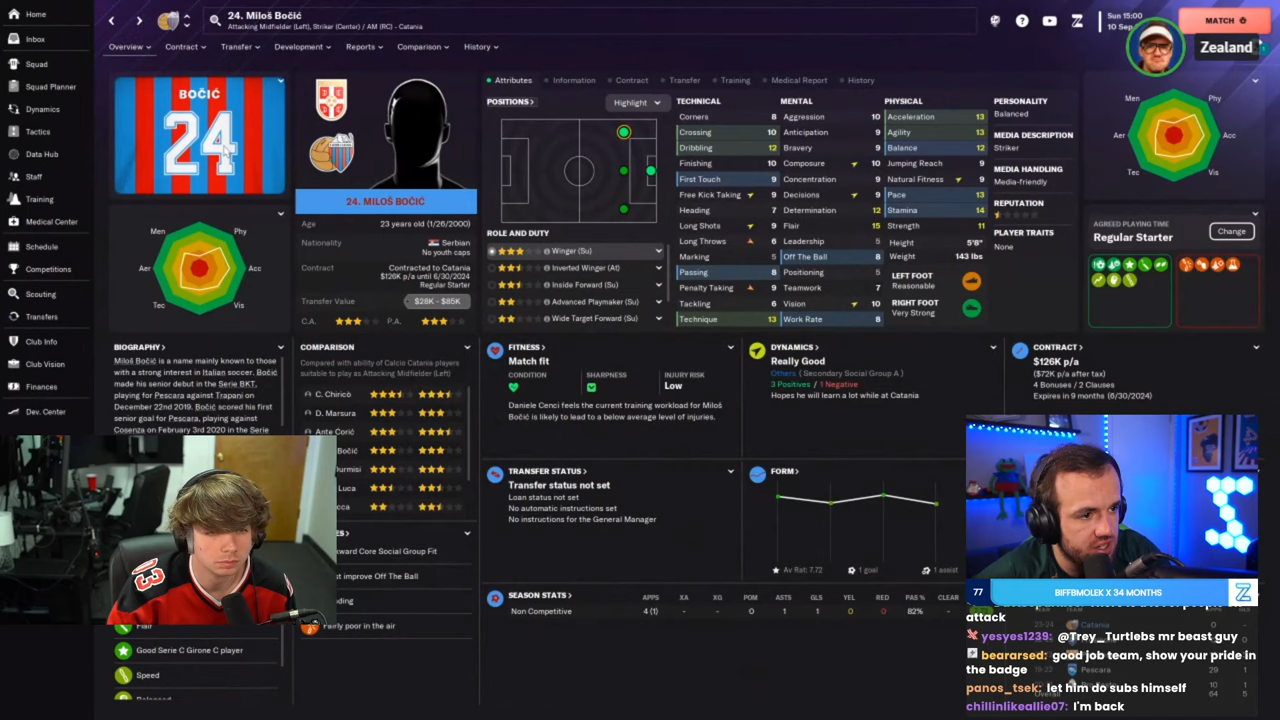 Home
Inbox
Squad
Squad Planner
Dynamics
Tactics
Data Hub
Staff
Training
Medical Center
Schedule
Competitions
Scouting
Transfers
Club Info
Club Vision
Finances
Dev. Center
24. Miloš Bočić
Attacking Midfielder (Left), Striker (Center) / AM (RC) - Catania
Sun 15:00
10 Sep
MATCH
Zealand
Overview
Contract
Transfer
Development
Reports
Comparison
History
BOČIĆ
24
Men
Phy
Aer
Acc
Tec
Vis
24. MILOŠ BOČIĆ
Age 23 years old (1/26/2000)
Nationality Serbian
No youth caps
Contract Contracted to Catania
$126K p/a until 6/30/2024
Regular Starter
Transfer Value $28K - $85K
C.A. P.A.
Attributes
Information
Contract
Transfer
Training
Medical Report
History
POSITIONS >
Highlight
ROLE AND DUTY
Winger (Su)
Inverted Winger (At)
Inside Forward (Su)
Advanced Playmaker (Su)
Wide Target Forward (Su)
TECHNICAL
Corners 8
Crossing 10
Dribbling 12
Finishing 10
First Touch 9
Free Kick Taking 9
Heading 7
Long Shots 9
Long Throws 6
Marking 5
Passing 8
Penalty Taking 9
Tackling 6
Technique 13
MENTAL
Aggression 10
Anticipation 9
Bravery 9
Composure 10
Concentration 9
Decisions 9
Determination 12
Flair 15
Leadership 5
Off The Ball 8
Positioning 5
Teamwork 7
Vision 10
Work Rate 8
PHYSICAL
Acceleration 13
Agility 13
Balance 12
Jumping Reach 9
Natural Fitness 9
Pace 13
Stamina 14
Strength 11
Height 5'8"
Weight 143 lbs
LEFT FOOT
Reasonable
RIGHT FOOT
Very Strong
PERSONALITY
Balanced
MEDIA DESCRIPTION
Striker
MEDIA HANDLING
Media-friendly
REPUTATION
PLAYER TRAITS
None
Men
Phy
Aer
Acc
Tec
Vis
AGREED PLAYING TIME
Regular Starter
Change
BIOGRAPHY >
Miloš Bočić is a name mainly known to those
with a strong interest in Italian soccer. Bočić
made his senior debut in the Serie BKT,
playing for Pescara against Trapani on
December 22nd 2019. Bočić scored his first
senior goal for Pescara, playing against
Cosenza on February 3rd 2020 in the Serie
COMPARISON
Compared with ability of Calcio Catania players
suitable to play as Attacking Midfielder (Left)
C. Chiricò
D. Marsura
Ante Ćorić
Bočić
Luca
FITNESS >
Match fit
CONDITION
SHARPNESS
INJURY RISK
Low
Daniele Cenci feels the current training workload for Miloš
Bočić is likely to lead to a below average level of injuries.
DYNAMICS >
Really Good
Others ( Secondary Social Group A )
3 Positives / 1 Negative
Hopes he will learn a lot while at Catania
CONTRACT >
$126K p/a
($72K p/a after tax)
4 Bonuses / 2 Clauses
Expires in 9 months (6/30/2024)
TRANSFER STATUS >
Transfer status not set
Loan status not set
No automatic instructions set
No instructions for the General Manager
FORM >
Av Rat: 7.72
1 goal
1 assist
SEASON STATS >
APPS XA XG POM ASTS GLS YEL RED PAS % CLEAR
Non Competitive 4 (1) - - 0 1 1 0 0 82% -
Core Social Group Fit
improve Off The Ball
Fairly poor in the air
Flair
Good Serie C Girone C player
Speed
77
BIFFBMOLEK X 34 MONTHS
attack
yesyes1239: @Trey_Turtlebs mr beast guy
beararsed: good job team, show your pride in
the badge
panos_tsek: let him do subs himself
chillinlikeallie07: I'm back